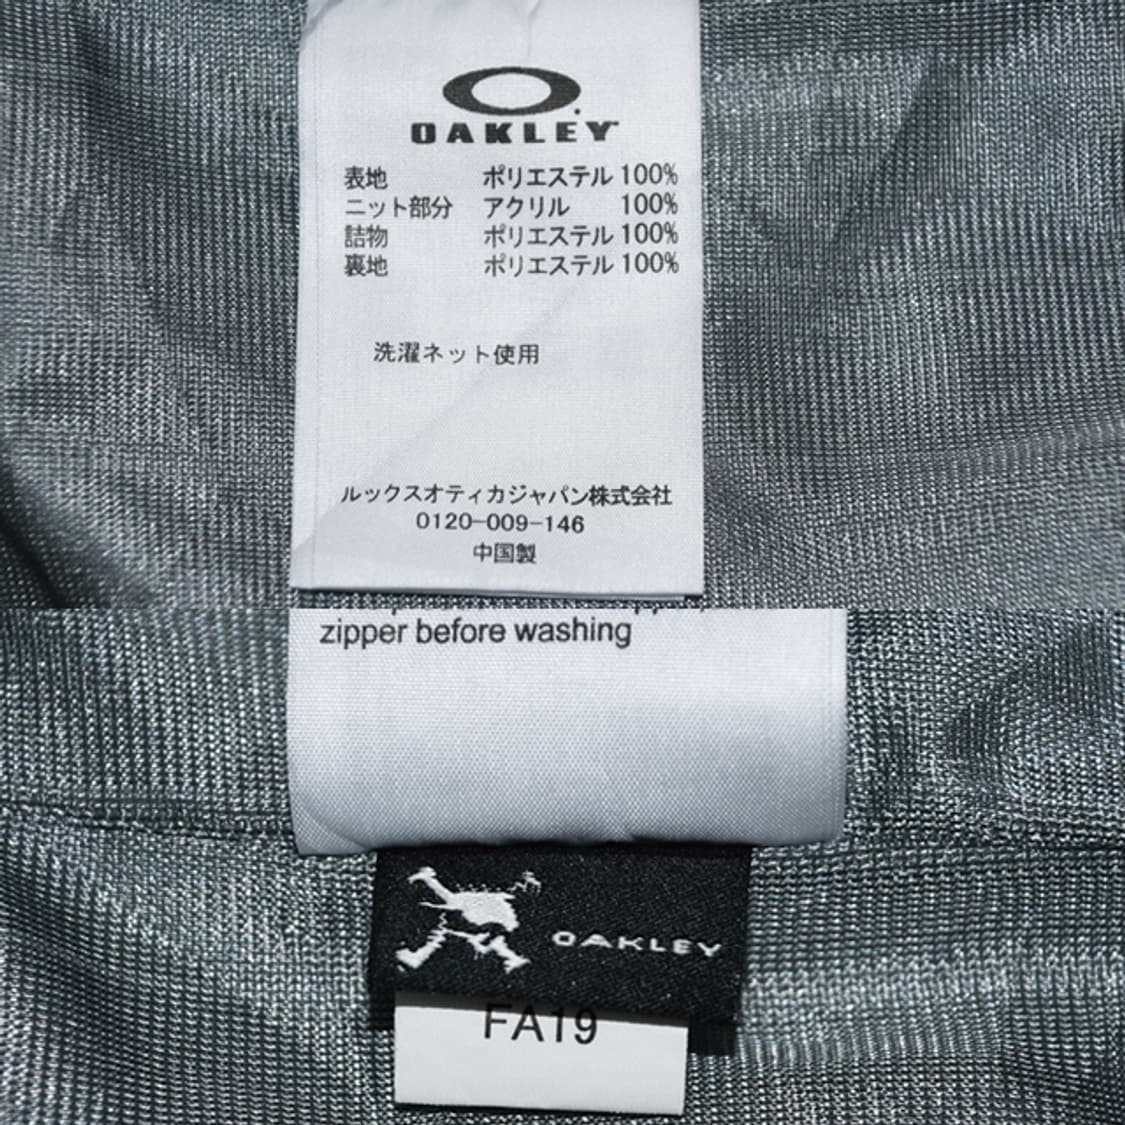 OAKLEY
表地 ポリエステル 100%
ニット部分 アクリル 100%
詰物 ポリエステル 100%
裏地 ポリエステル 100%
洗濯ネット使用
ルックスオティカジャパン株式会社
0120-009-146
中国製
zipper before washing
OAKLEY
FA19